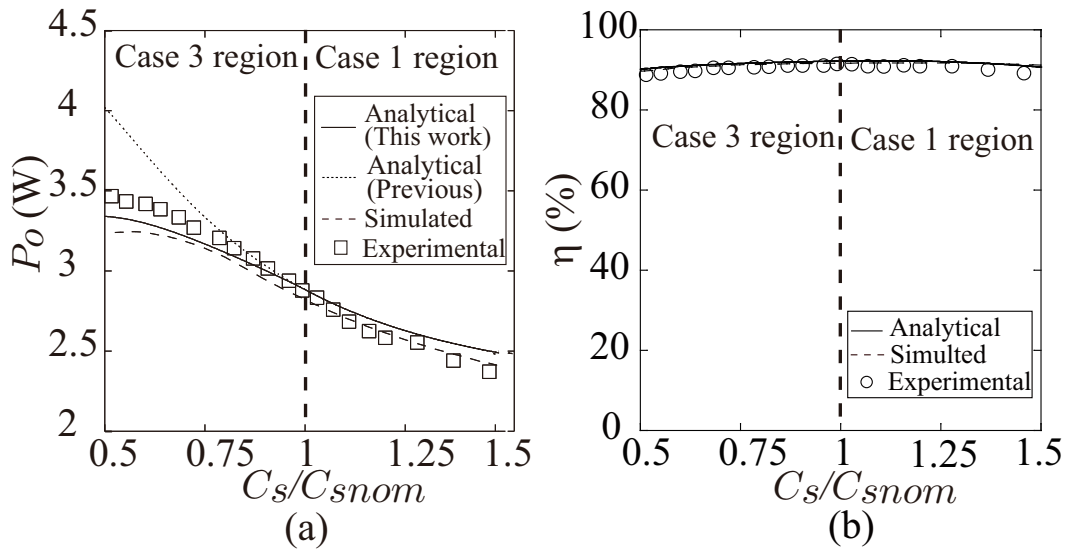 4.5
4
3.5
3
2.5
2
Po (W)
Case 3 region
Case 1 region
Analytical
(This work)
Analytical
(Previous)
Simulated
Experimental
0.5
0.75
1
1.25
1.5
Cs/Csnom
(a)
100
80
60
40
20
0
η (%)
Case 3 region
Case 1 region
Analytical
Simulted
Experimental
0.5
0.75
1
1.25
1.5
Cs/Csnom
(b)